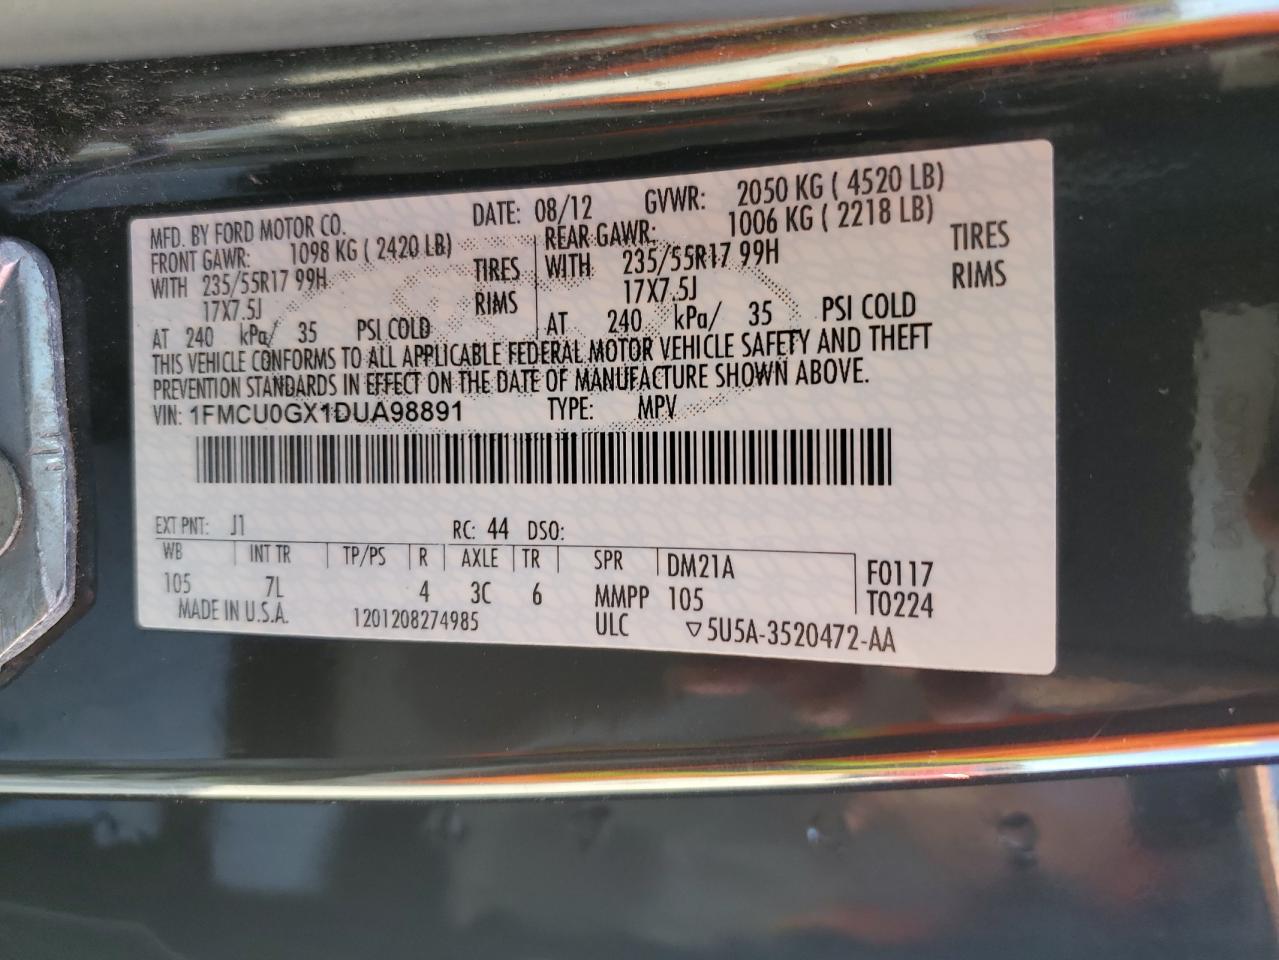 MFD. BY FORD MOTOR CO. DATE: 08/12 GVWR: 2050 KG ( 4520 LB)
FRONT GAWR: 1098 KG ( 2420 LB) REAR GAWR: 1006 KG ( 2218 LB)
WITH 235/55R17 99H TIRES WITH 235/55R17 99H TIRES
17X7.5J RIMS 17X7.5J RIMS
AT 240 kPa/ 35 PSI COLD AT 240 kPa/ 35 PSI COLD
THIS VEHICLE CONFORMS TO ALL APPLICABLE FEDERAL MOTOR VEHICLE SAFETY AND THEFT
PREVENTION STANDARDS IN EFFECT ON THE DATE OF MANUFACTURE SHOWN ABOVE.
VIN: 1FMCU0GX1DUA98891 TYPE: MPV
EXT PNT: J1 RC: 44 DSO:
WB INT TR TP/PS R AXLE TR SPR DM21A F0117
105 7L 4 3C 6 MMPP 105 T0224
MADE IN U.S.A. 1201208274985 ULC ▽5U5A-3520472-AA